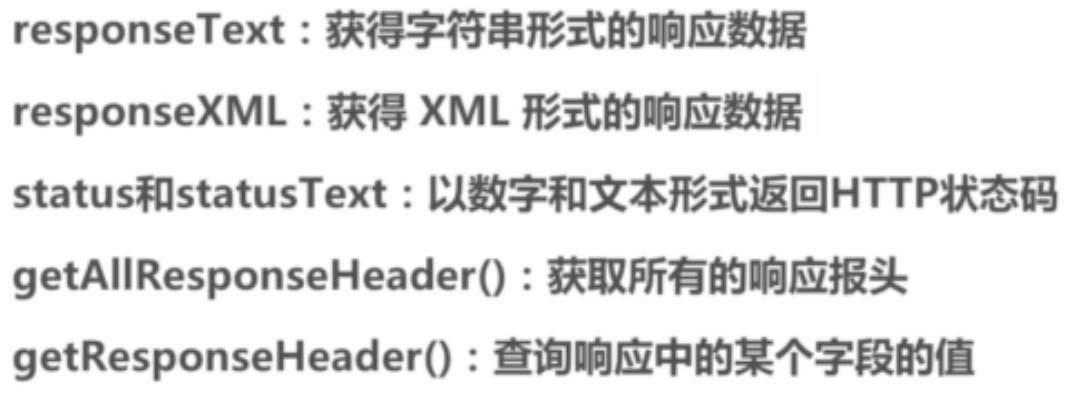 responseText：获得字符串形式的响应数据
responseXML：获得 XML 形式的响应数据
status和statusText：以数字和文本形式返回HTTP状态码
getAllResponseHeader()：获取所有的响应报头
getResponseHeader()：查询响应中的某个字段的值